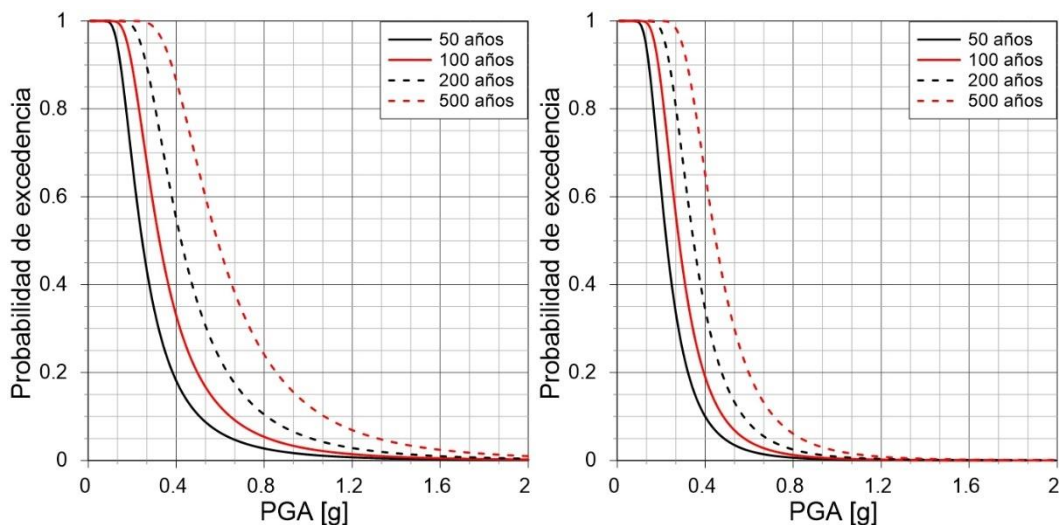 1
0.8
0.6
0.4
0.2
0
Probabilidad de excedencia
50 años
100 años
200 años
500 años
0 0.4 0.8 1.2 1.6 2
PGA [g]
1
0.8
0.6
0.4
0.2
0
Probabilidad de excedencia
50 años
100 años
200 años
500 años
0 0.4 0.8 1.2 1.6 2
PGA [g]